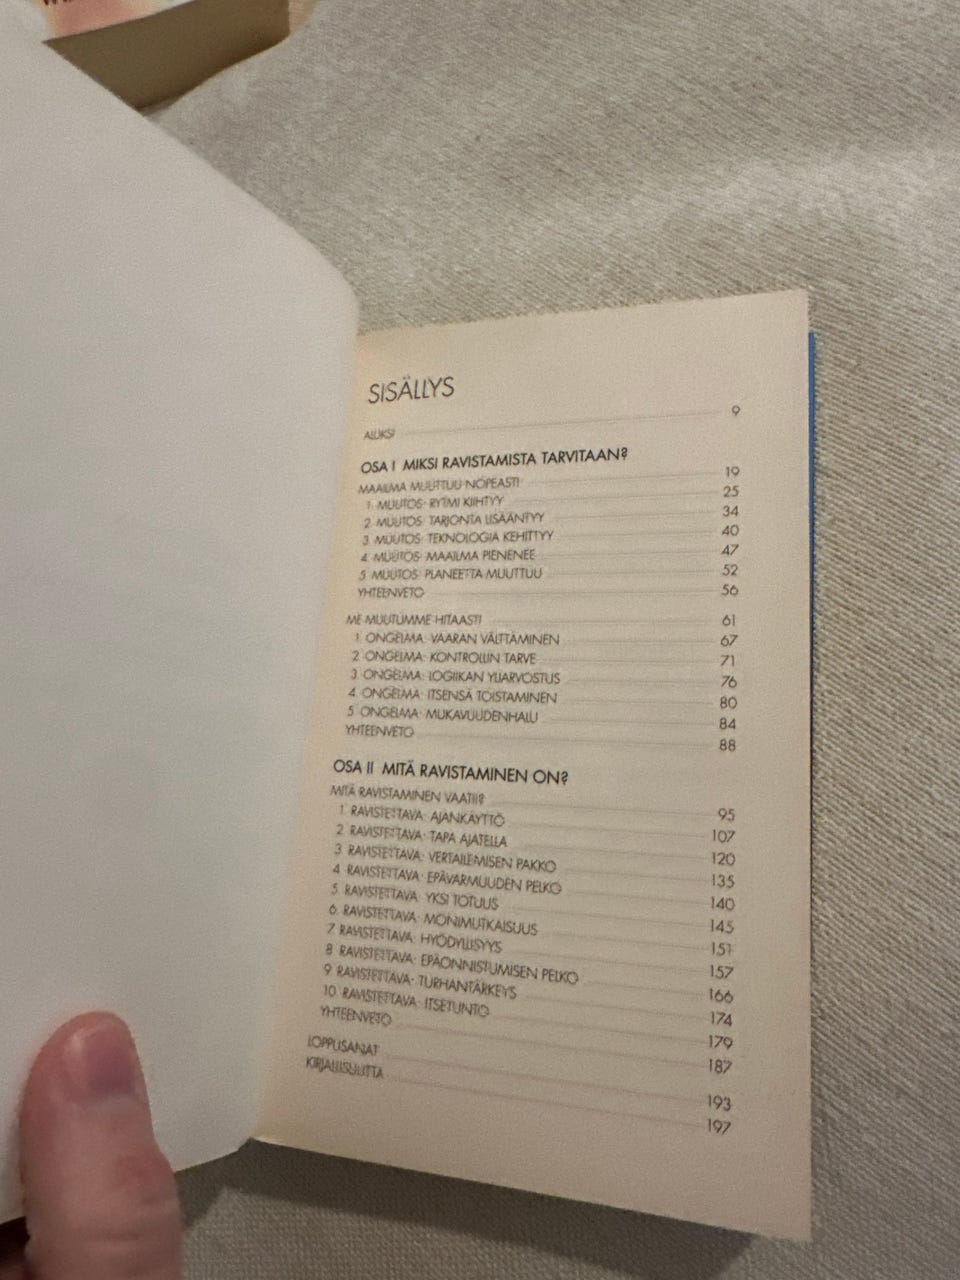 SISÄLLYS
ALUKSI 9
OSA I MIKSI RAVISTAMISTA TARVITAAN?
MAAILMA MUUTTUU NOPEASTI 19
1. MUUTOS: RYTMI KIIHTYY 25
2. MUUTOS: TARJONTA LISÄÄNTYY 34
3. MUUTOS: TEKNOLOGIA KEHITTYY 40
4. MUUTOS: MAAILMA PIENENEE 47
5. MUUTOS: PLANEETTA MUUTTUU 52
YHTEENVETO 56
ME MUUTUMME HITAASTI 61
1. ONGELMA: VAARAN VÄLTTÄMINEN 67
2. ONGELMA: KONTROLLIN TARVE 71
3. ONGELMA: LOGIIKAN YLIARVOSTUS 76
4. ONGELMA: ITSENSÄ TOISTAMINEN 80
5. ONGELMA: MUKAVUUDENHALU 84
YHTEENVETO 88
OSA II MITÄ RAVISTAMINEN ON?
MITÄ RAVISTAMINEN VAATII? 95
1. RAVISTETTAVA: AJANKÄYTTÖ 107
2. RAVISTETTAVA: TAPA AJATELLA 120
3. RAVISTETTAVA: VERTAILEMISEN PAKKO 135
4. RAVISTETTAVA: EPÄVARMUUDEN PELKO 140
5. RAVISTETTAVA: YKSI TOTUUS 145
6. RAVISTETTAVA: MONIMUTKAISUUS 151
7. RAVISTETTAVA: HYÖDYLLISYYS 157
8. RAVISTETTAVA: EPÄONNISTUMISEN PELKO 166
9. RAVISTETTAVA: TURHANTÄRKEYS 174
10. RAVISTETTAVA: ITSETUNTO 179
YHTEENVETO 187
LOPPUSANAT 193
KIRJALLISUUTTA 197